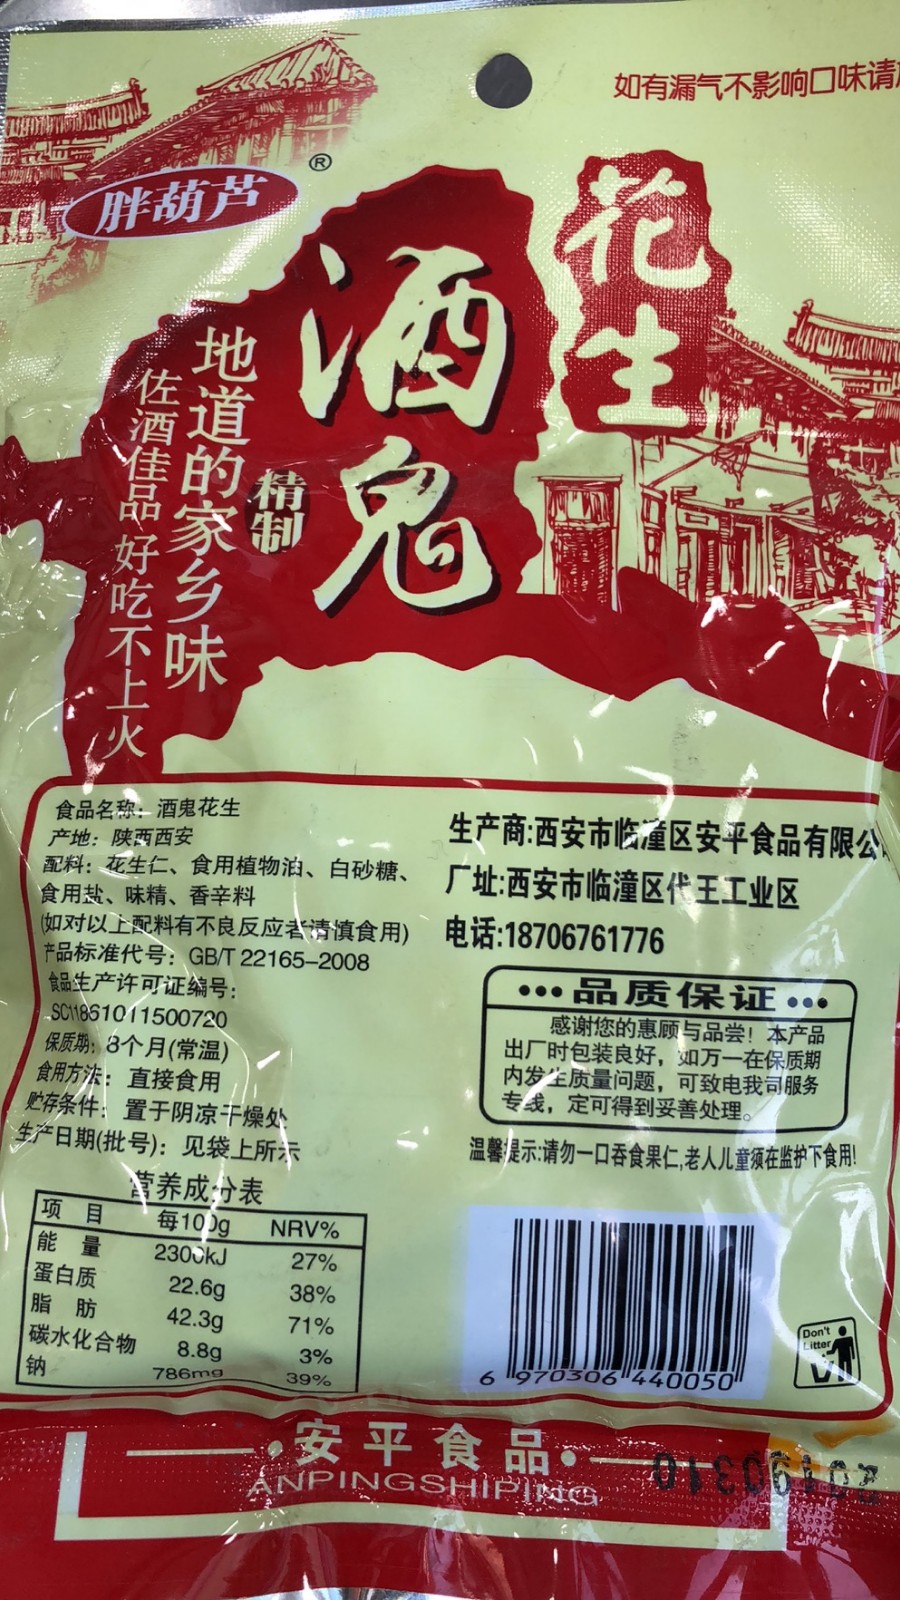 如有漏气不影响口味请
胖葫芦®
花生
酒鬼
精制
地道的家乡味
佐酒佳品 好吃不上火
食品名称：酒鬼花生
产地：陕西西安
配料：花生仁、食用植物油、白砂糖、
食用盐、味精、香辛料
(如对以上配料有不良反应者请慎食用)
产品标准代号：GB/T 22165-2008
食品生产许可证编号：
SC11861011500720
保质期：8个月(常温)
食用方法：直接食用
贮存条件：置于阴凉干燥处
生产日期(批号)：见袋上所示
营养成分表
项 目 每100g NRV%
能 量 2300kJ 27%
蛋白质 22.6g 38%
脂 肪 42.3g 71%
碳水化合物 8.8g 3%
钠 786mg 39%
生产商:西安市临潼区安平食品有限公
厂址:西安市临潼区代王工业区
电话:18706761776
•••品质保证•••
感谢您的惠顾与品尝！本产品
出厂时包装良好，如万一在保质期
内发生质量问题，可致电我司服务
专线，定可得到妥善处理。
温馨提示:请勿一口吞食果仁,老人儿童须在监护下食用!
6 970306 440050
Don't
Litter
•安平食品•
ANPINGSHIPING